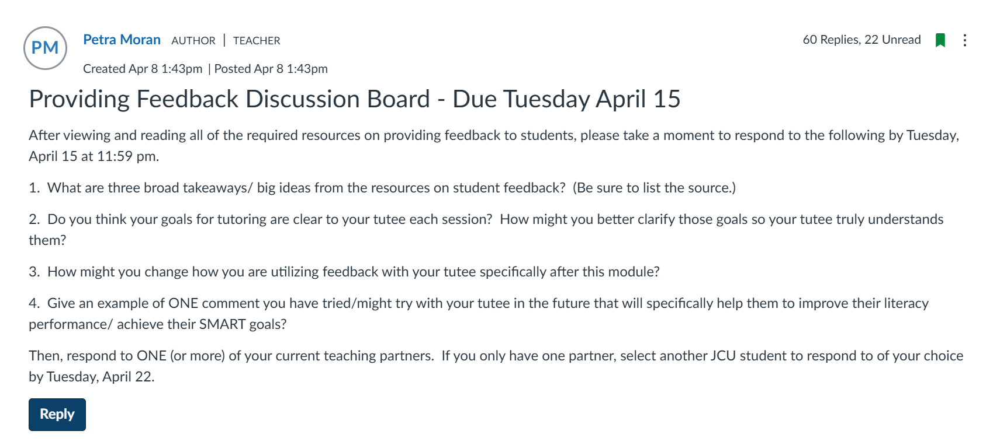 PM
Petra Moran AUTHOR | TEACHER
60 Replies, 22 Unread
Created Apr 8 1:43pm | Posted Apr 8 1:43pm
Providing Feedback Discussion Board - Due Tuesday April 15
After viewing and reading all of the required resources on providing feedback to students, please take a moment to respond to the following by Tuesday,
April 15 at 11:59 pm.
1.  What are three broad takeaways/ big ideas from the resources on student feedback?  (Be sure to list the source.)
2.  Do you think your goals for tutoring are clear to your tutee each session?  How might you better clarify those goals so your tutee truly understands
them?
3.  How might you change how you are utilizing feedback with your tutee specifically after this module?
4.  Give an example of ONE comment you have tried/might try with your tutee in the future that will specifically help them to improve their literacy
performance/ achieve their SMART goals?
Then, respond to ONE (or more) of your current teaching partners.  If you only have one partner, select another JCU student to respond to of your choice
by Tuesday, April 22.
Reply